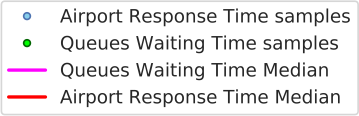 Airport Response Time samples
Queues Waiting Time samples
Queues Waiting Time Median
Airport Response Time Median